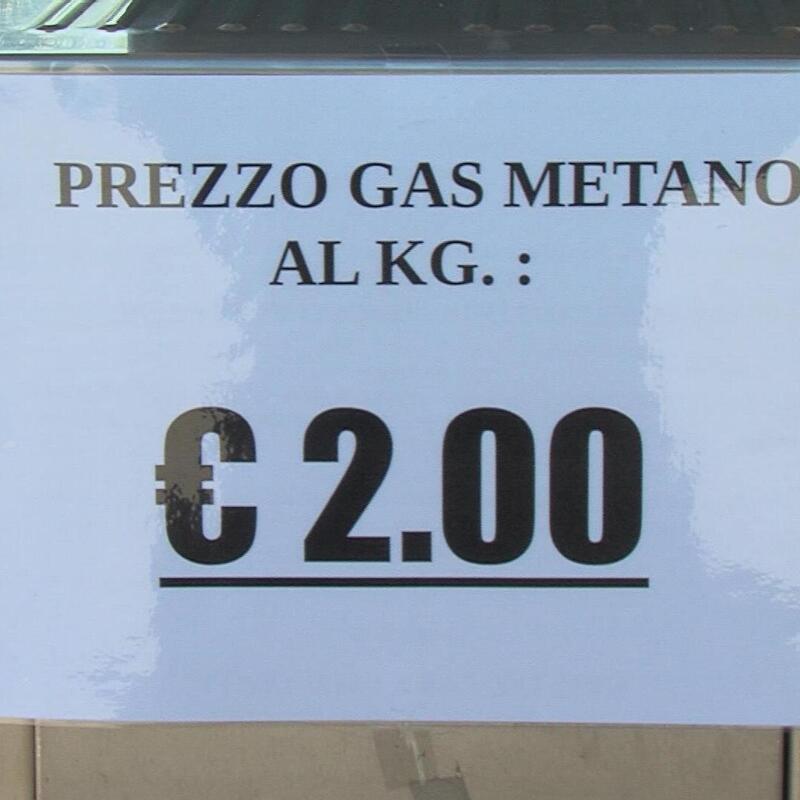 PREZZO GAS METANO
AL KG. :
€ 2.00